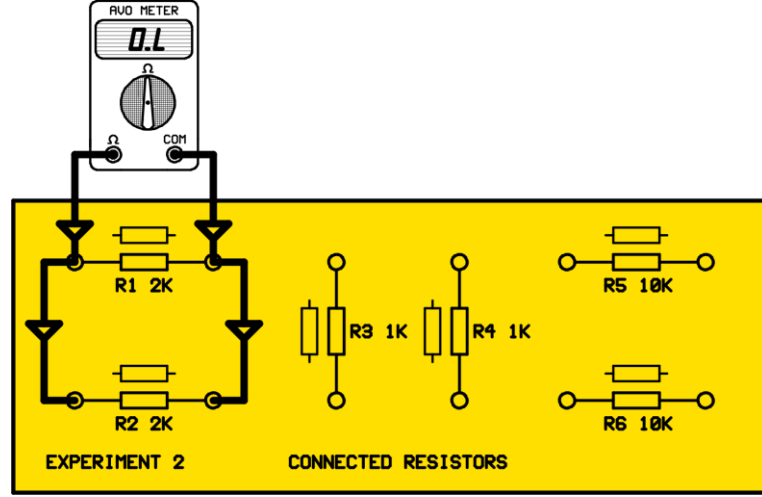 AVO METER
0.L
Ω
Ω COM
R1 2K
R5 10K
R3 1K
R4 1K
R2 2K
R6 10K
EXPERIMENT 2
CONNECTED RESISTORS